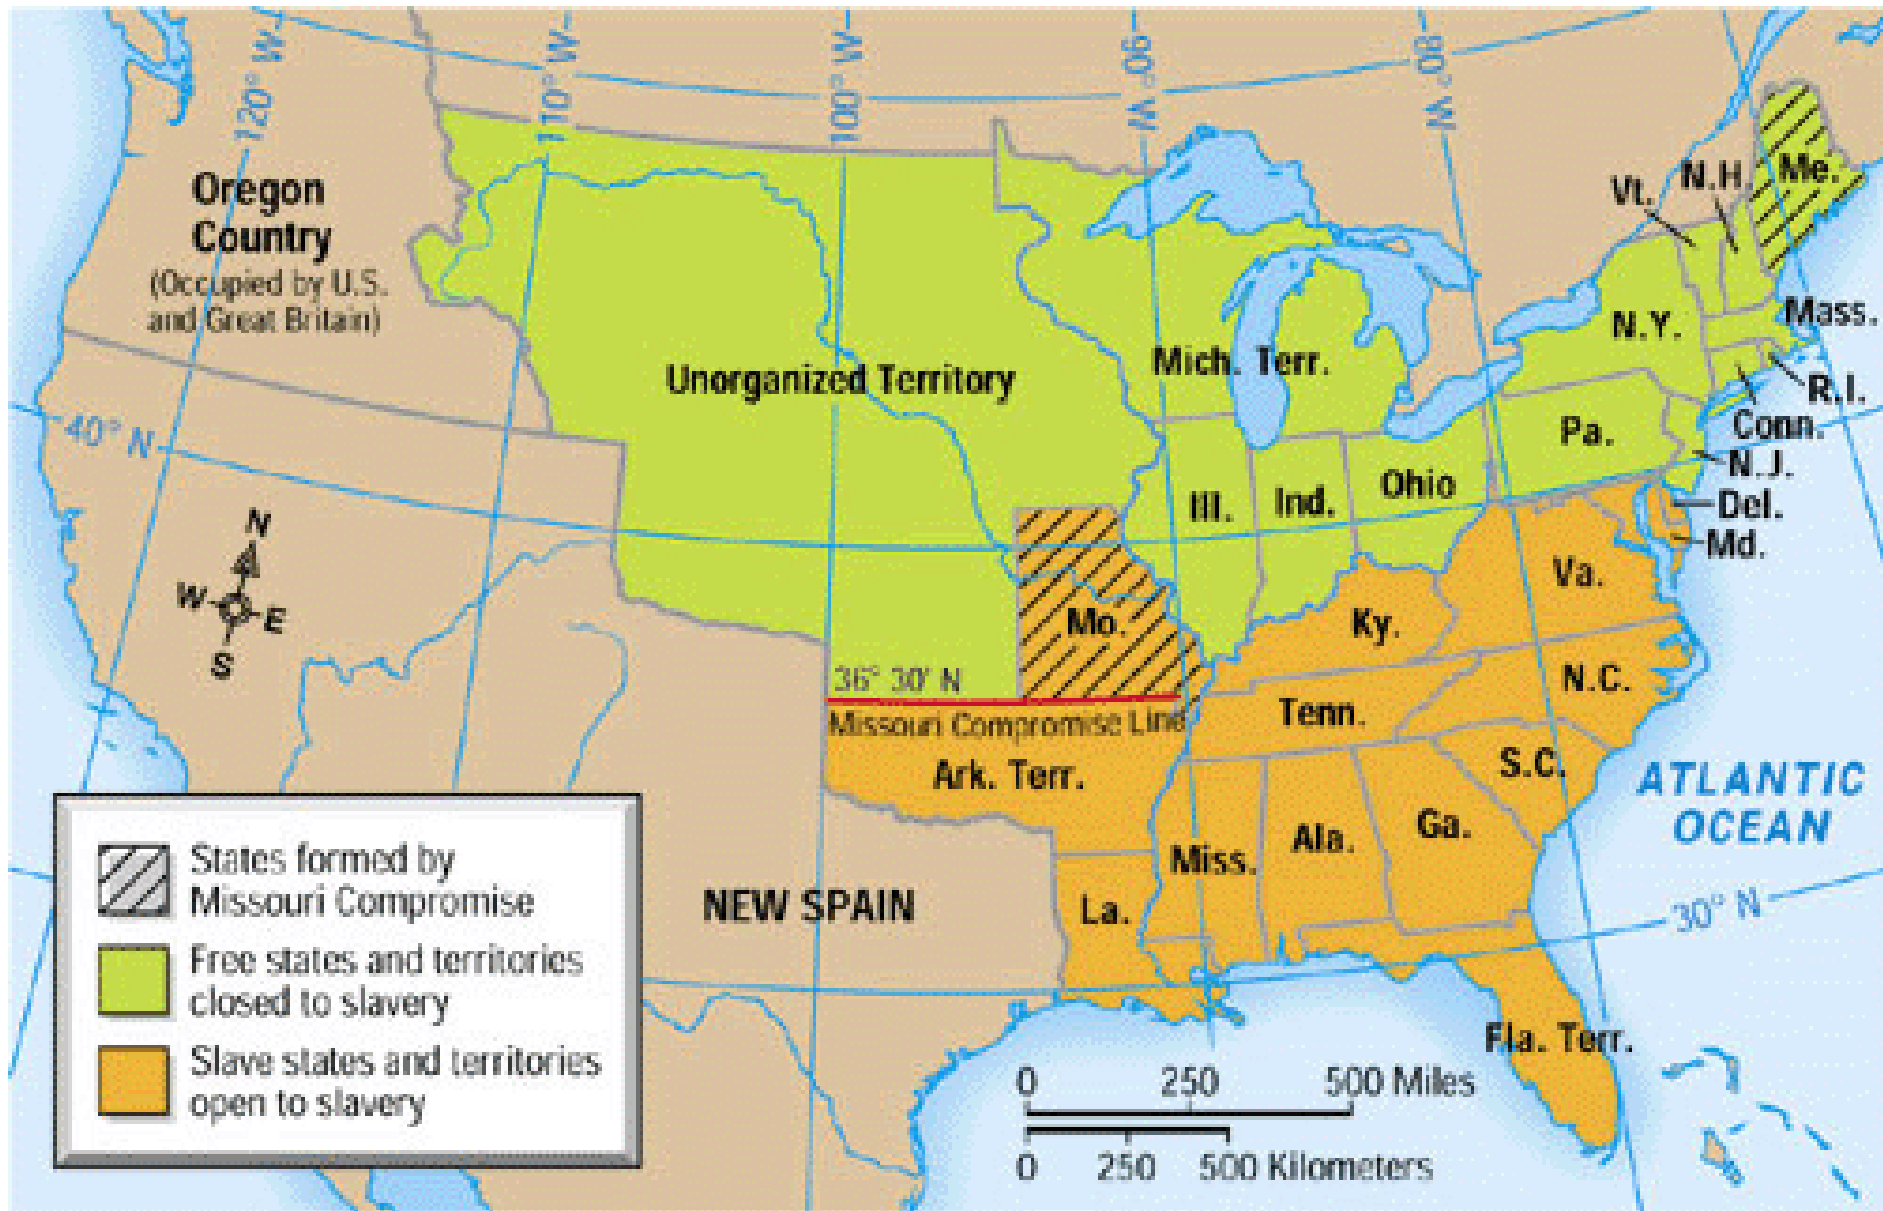 120° W
110° W
100° W
90° W
80° W
Oregon
Country
(Occupied by U.S.
and Great Britain)
Unorganized Territory
Mich. Terr.
Vt.
N.H.
Me.
N.Y.
Mass.
R.I.
Conn.
Pa.
N.J.
Del.
Md.
40° N
Ill.
Ind.
Ohio
N
W
E
S
Va.
Mo.
Ky.
36° 30' N
Missouri Compromise Line
N.C.
Tenn.
Ark. Terr.
S.C.
ATLANTIC
OCEAN
Miss.
Ala.
Ga.
NEW SPAIN
La.
30° N
Fla. Terr.
States formed by
Missouri Compromise
Free states and territories
closed to slavery
Slave states and territories
open to slavery
0 250 500 Miles
0 250 500 Kilometers